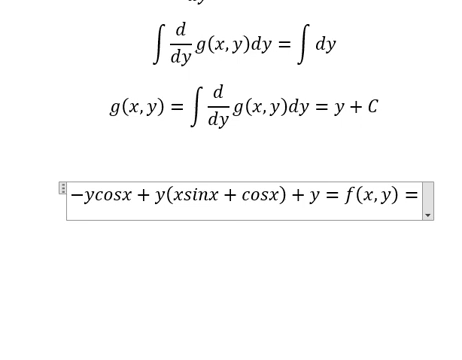 ∫ d/dy g(x, y)dy = ∫ dy
g(x, y) = ∫ d/dy g(x, y)dy = y + C
−ycosx + y(xsinx + cosx) + y = f(x, y) =